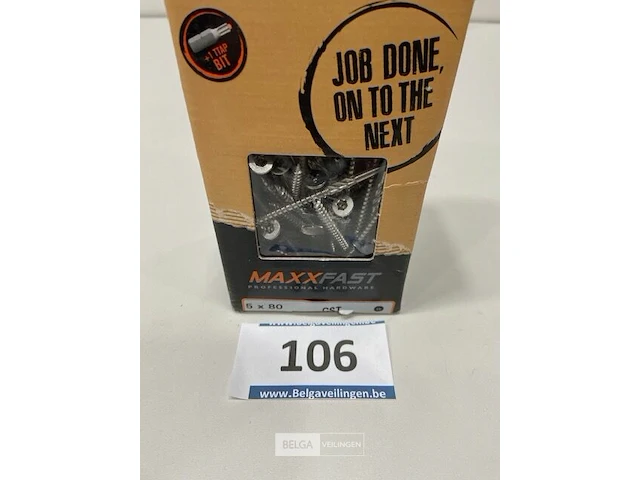 +1 TTAP
BIT
JOB DONE,
ON TO THE
NEXT
MAXXFAST
PROFESSIONAL HARDWARE
5 x 80
106
www.Belgaveilingen.be
BELGA VEILINGEN